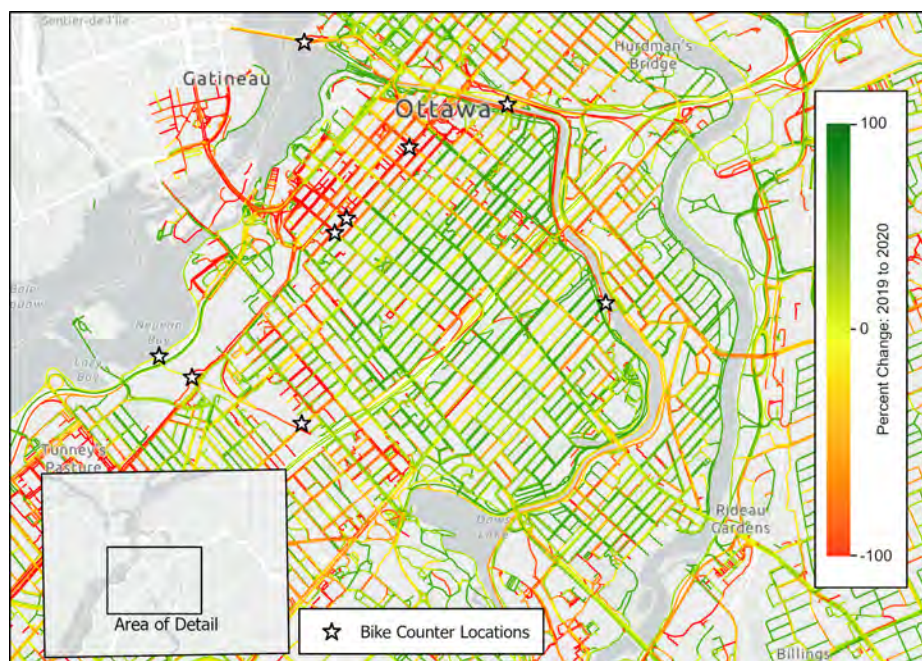 Sentier-de-l'Île
Hurdman's
Bridge
Gatineau
Ottawa
100
Percent Change: 2019 to 2020
0
-100
Nepean
Bay
Lazy
Bay
Tunney's
Pasture
Dows
Lake
Rideau
Gardens
Area of Detail
Bike Counter Locations
Billings